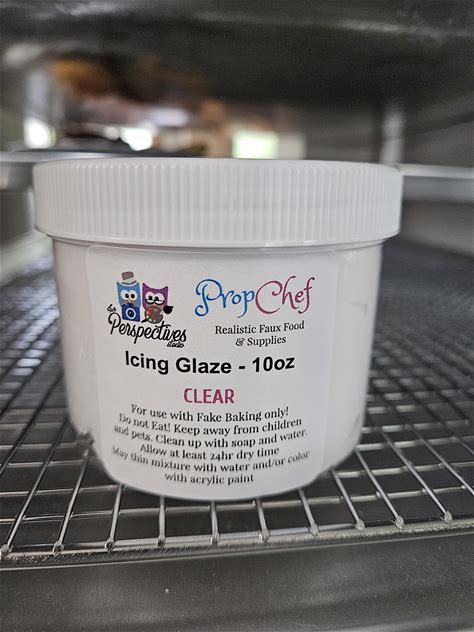 two
Perspectives
studio
PropChef
Realistic Faux Food
& Supplies
Icing Glaze - 10oz
CLEAR
For use with Fake Baking only!
Do not Eat! Keep away from children
and pets. Clean up with soap and water.
Allow at least 24hr dry time
May thin mixture with water and/or color
with acrylic paint